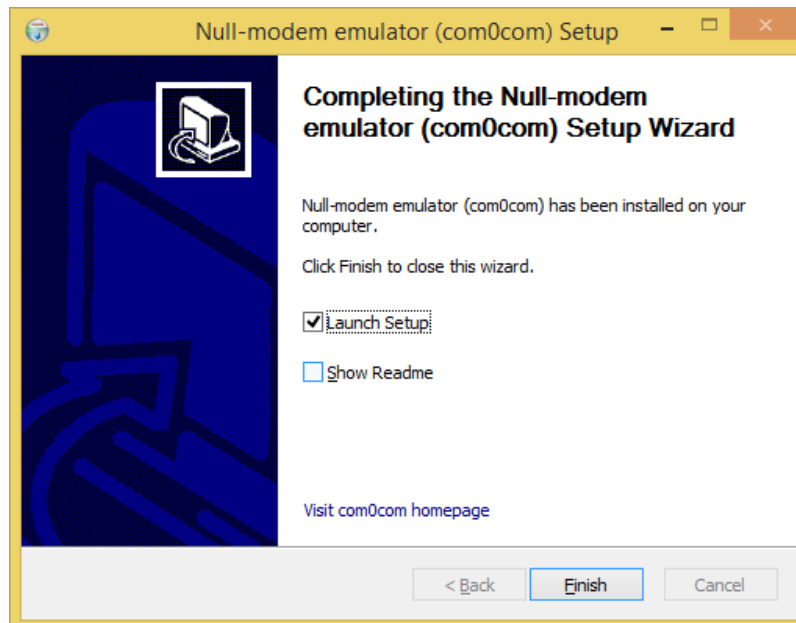 Null-modem emulator (com0com) Setup
Completing the Null-modem
emulator (com0com) Setup Wizard
Null-modem emulator (com0com) has been installed on your
computer.
Click Finish to close this wizard.
Launch Setup
Show Readme
Visit com0com homepage
< Back Finish Cancel